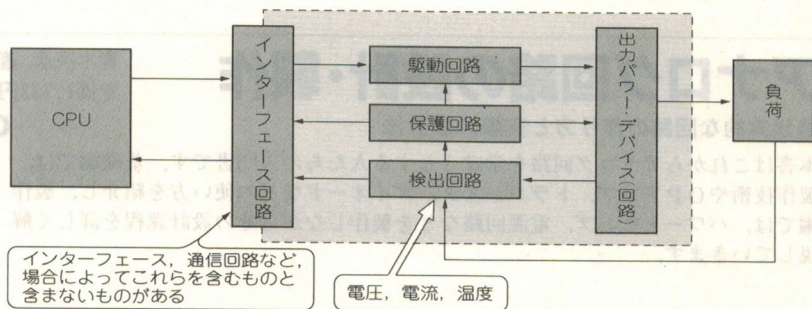 CPU
インターフェース回路
駆動回路
保護回路
検出回路
出力パワー・デバイス(回路)
負荷
インターフェース，通信回路など，
場合によってこれらを含むものと
含まないものがある
電圧，電流，温度